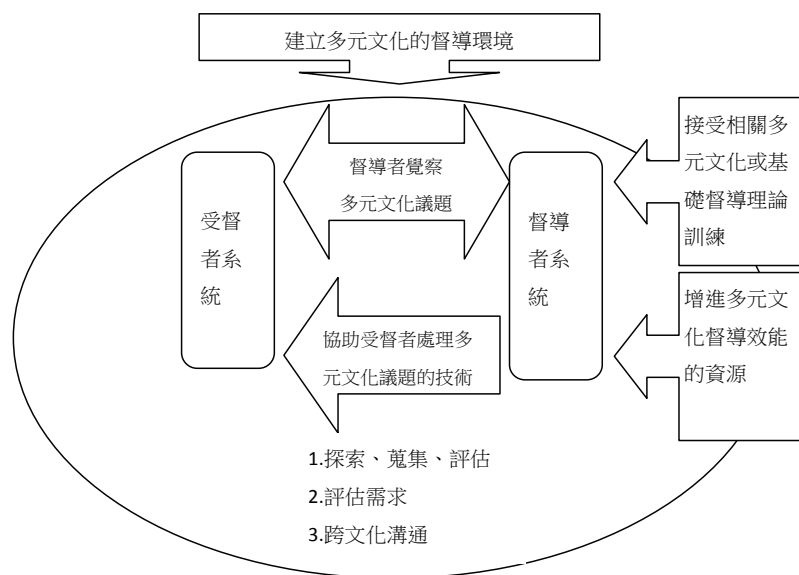 建立多元文化的督導環境
督導者覺察
多元文化議題
受督
者系
統
督導
者系
統
接受相關多
元文化或基
礎督導理論
訓練
協助受督者處理多
元文化議題的技術
增進多元文
化督導效能
的資源
1.探索、蒐集、評估
2.評估需求
3.跨文化溝通